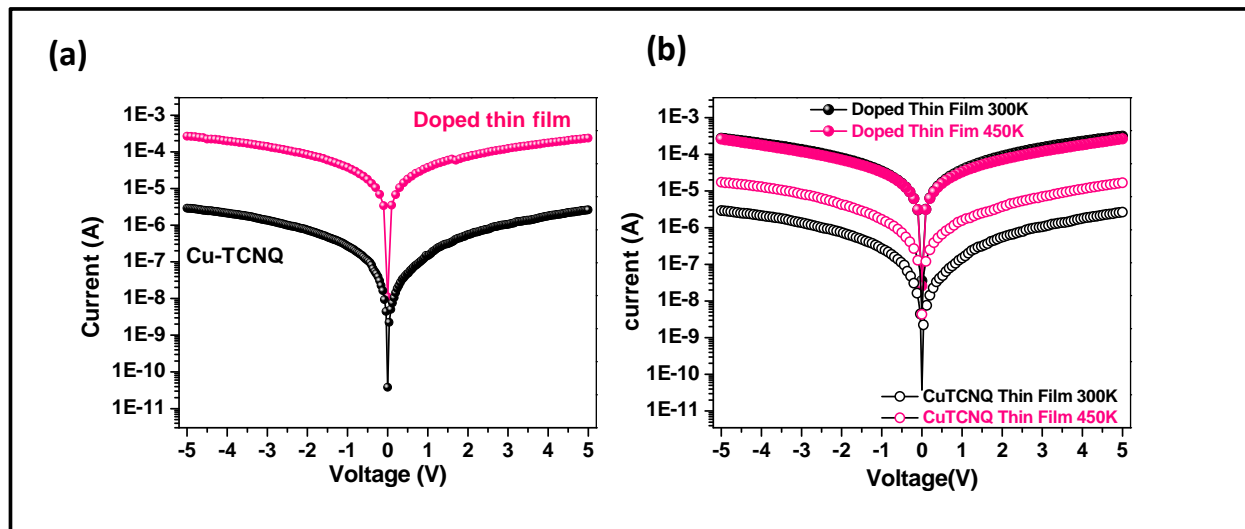 (a)
Doped thin film
Cu-TCNQ
Current (A)
1E-3
1E-4
1E-5
1E-6
1E-7
1E-8
1E-9
1E-10
1E-11
-5 -4 -3 -2 -1 0 1 2 3 4 5
Voltage (V)
(b)
Doped Thin Film 300K
Doped Thin Fim 450K
current (A)
1E-3
1E-4
1E-5
1E-6
1E-7
1E-8
1E-9
1E-10
1E-11
CuTCNQ Thin Film 300K
CuTCNQ Thin Film 450K
-5 -4 -3 -2 -1 0 1 2 3 4 5
Voltage(V)